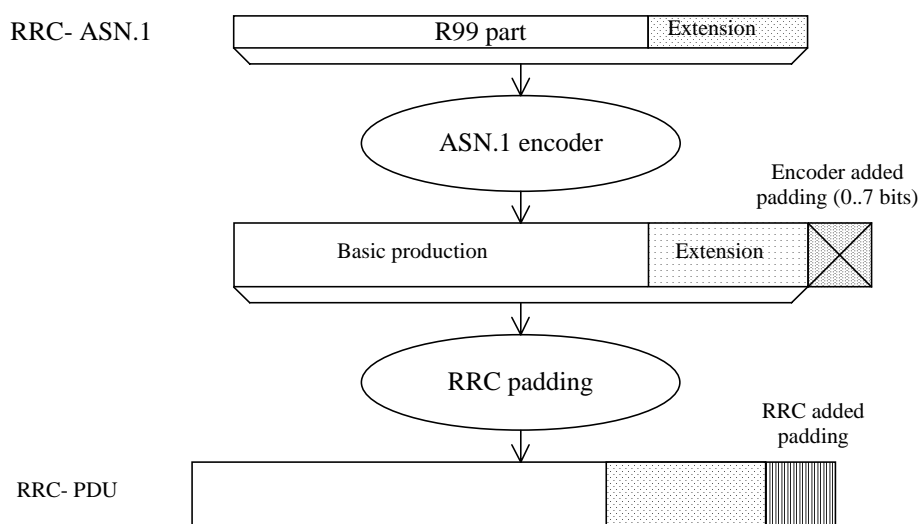 RRC- ASN.1
R99 part
Extension
ASN.1 encoder
Encoder added
padding (0..7 bits)
Basic production
Extension
RRC padding
RRC added
padding
RRC- PDU